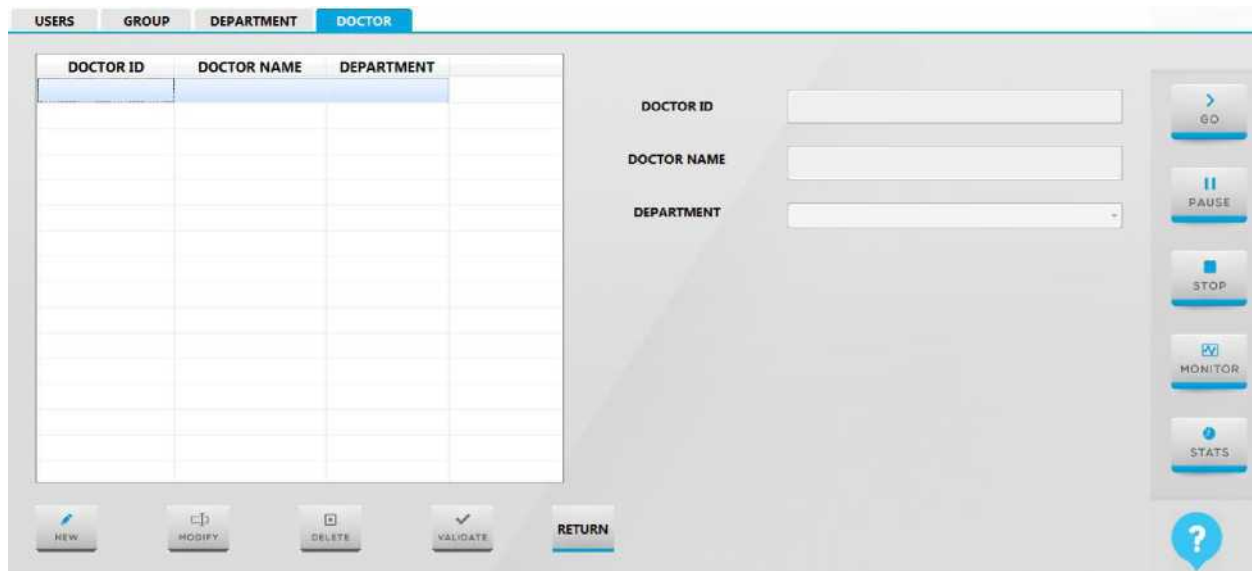 USERS GROUP DEPARTMENT DOCTOR
DOCTOR ID DOCTOR NAME DEPARTMENT
DOCTOR ID
DOCTOR NAME
DEPARTMENT
GO
PAUSE
STOP
MONITOR
STATS
NEW MODIFY DELETE VALIDATE RETURN
?